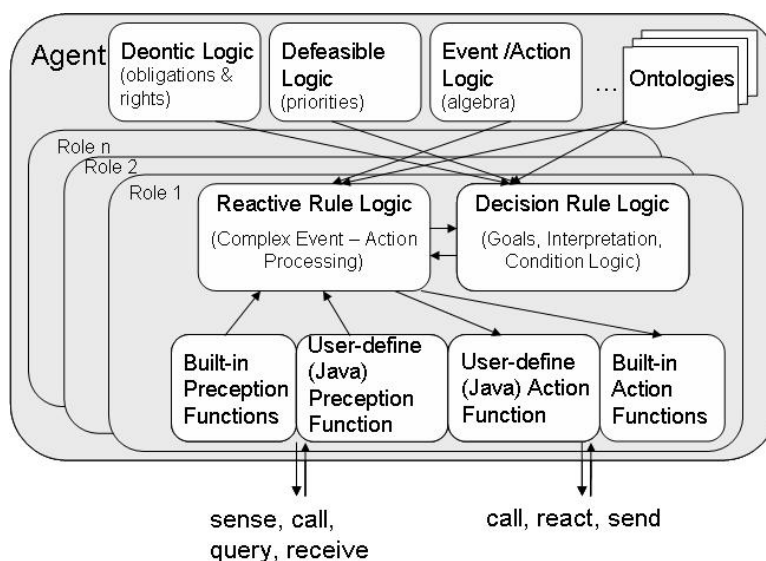 Agent
Deontic Logic
(obligations &
rights)
Defeasible
Logic
(priorities)
Event /Action
Logic
(algebra)
...
Ontologies
Role n
Role 2
Role 1
Reactive Rule Logic
(Complex Event – Action
Processing)
Decision Rule Logic
(Goals, Interpretation,
Condition Logic)
Built-in
Preception
Functions
User-define
(Java)
Preception
Function
User-define
(Java) Action
Function
Built-in
Action
Functions
sense, call,
query, receive
call, react, send